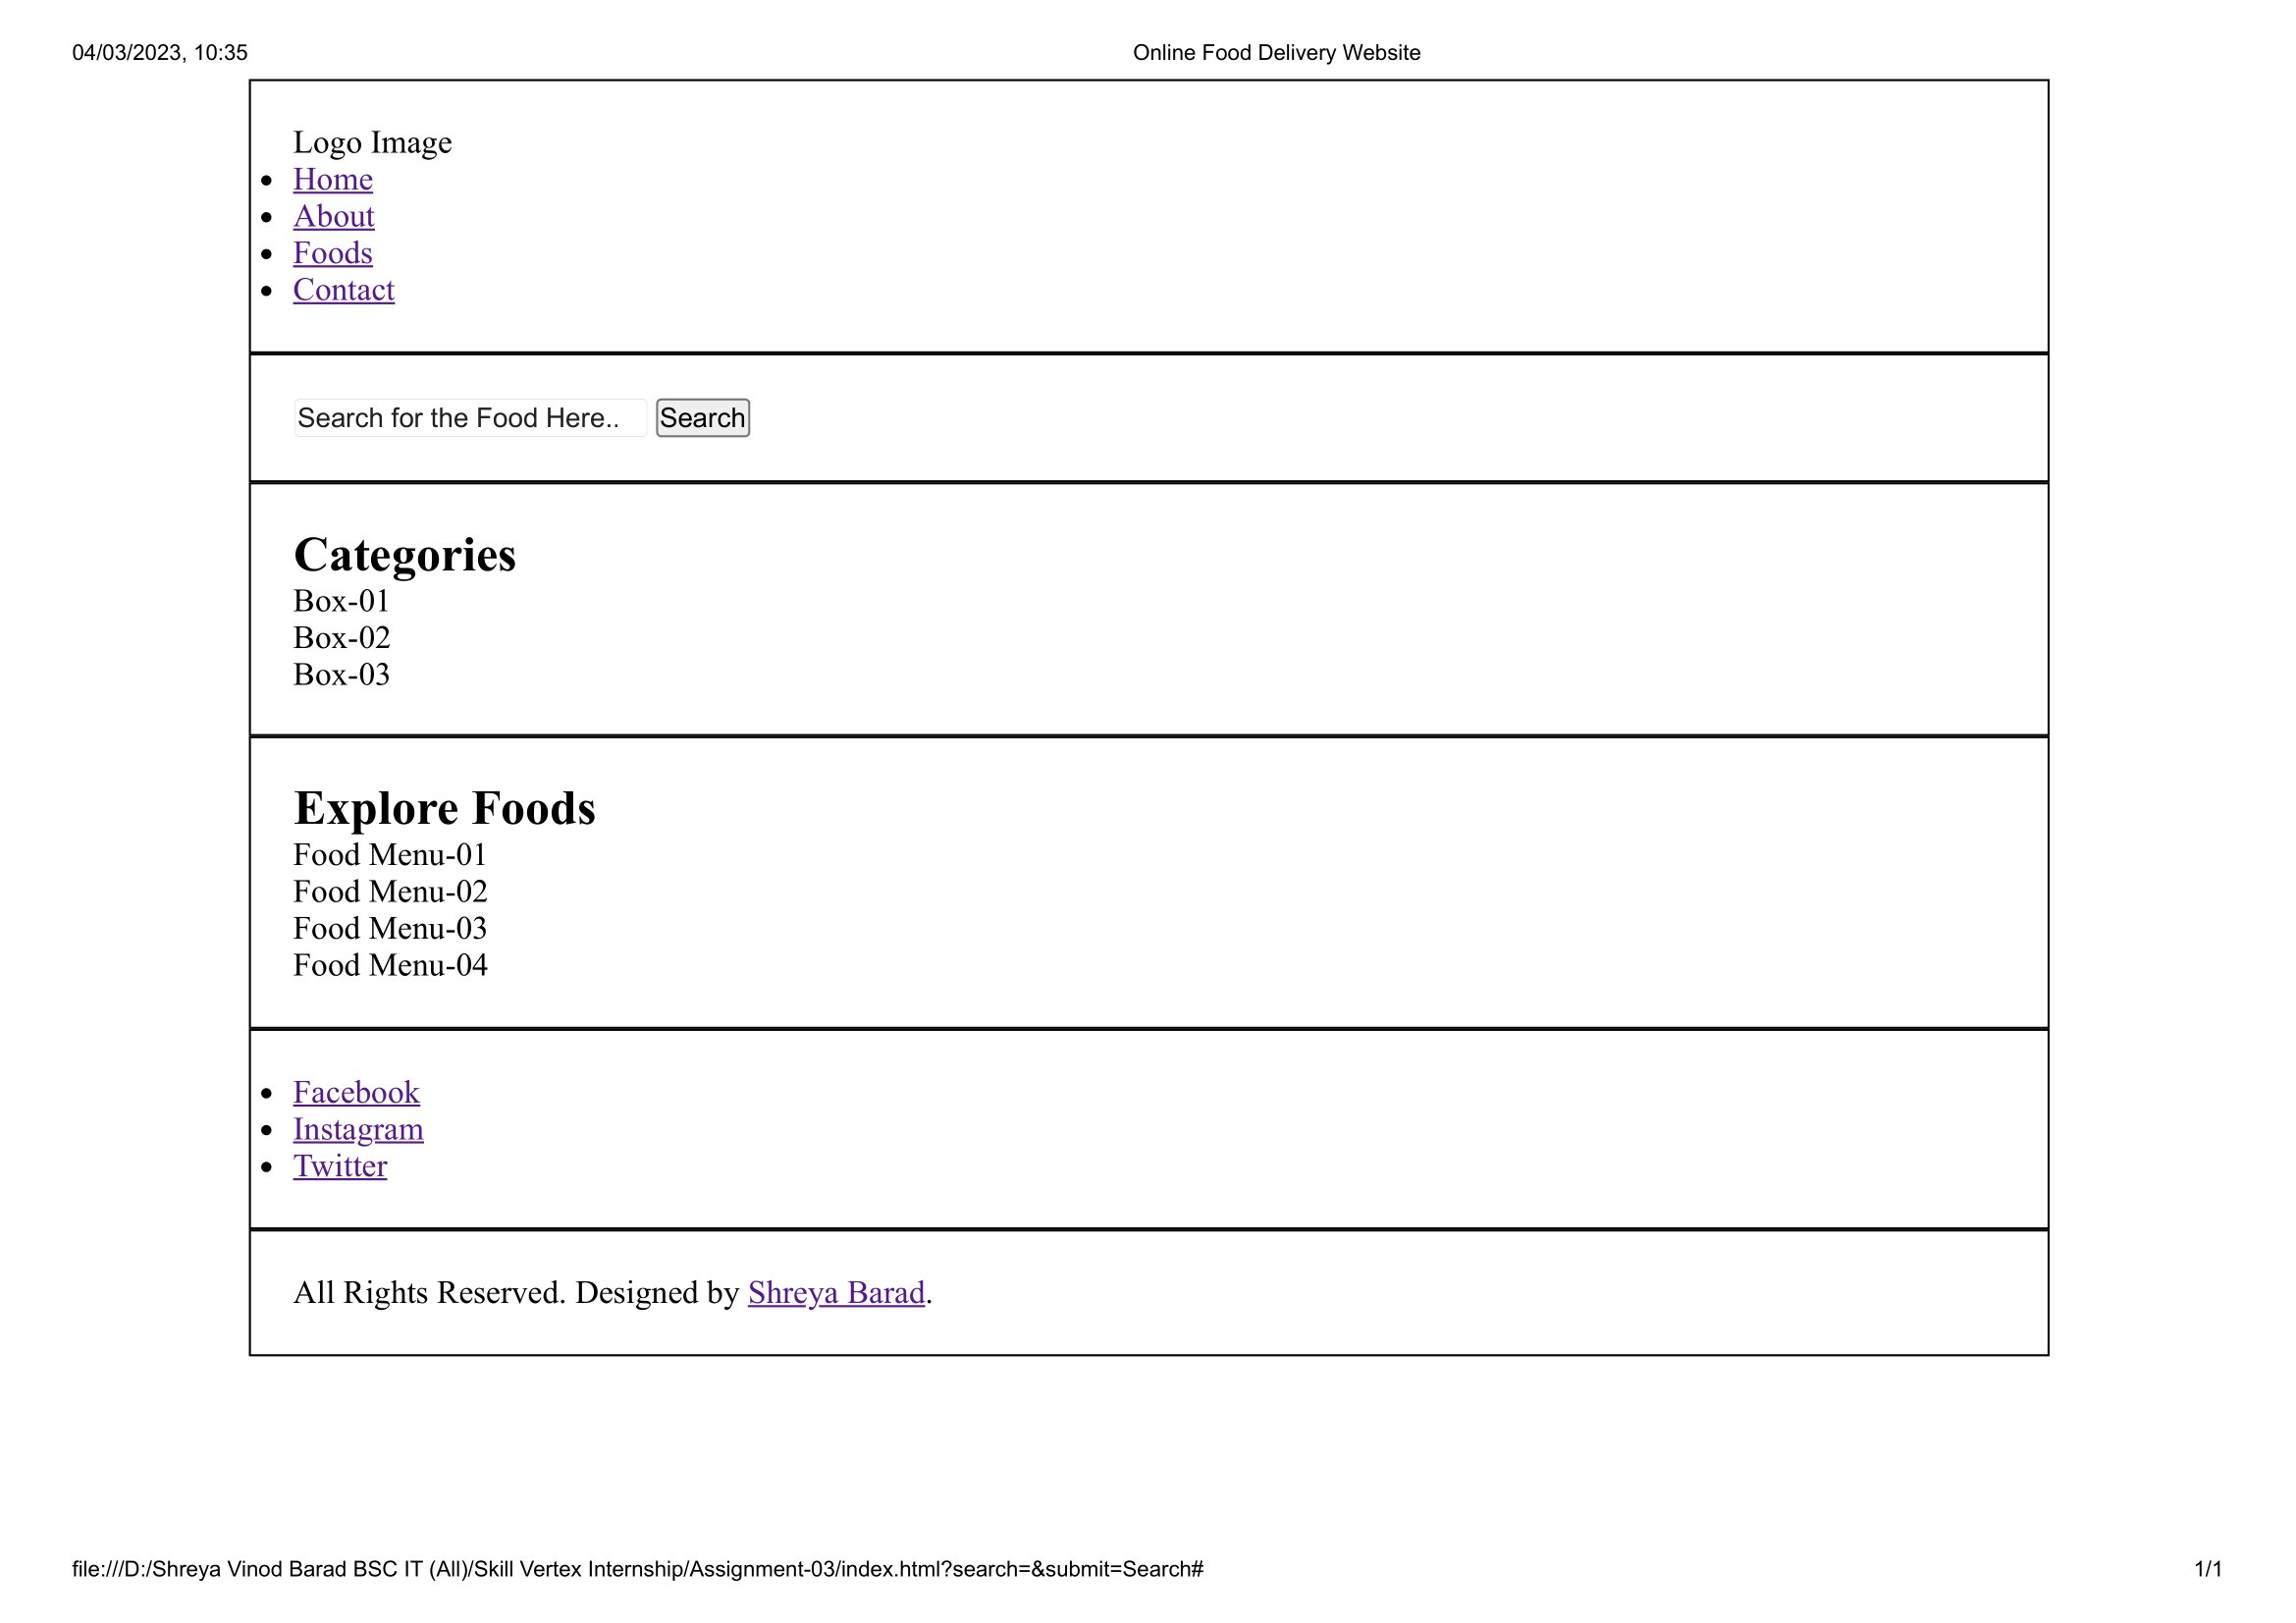 04/03/2023, 10:35 Online Food Delivery Website
Logo Image
Home
About
Foods
Contact
Search for the Food Here.. Search
Categories
Box-01
Box-02
Box-03
Explore Foods
Food Menu-01
Food Menu-02
Food Menu-03
Food Menu-04
Facebook
Instagram
Twitter
All Rights Reserved. Designed by Shreya Barad.
file:///D:/Shreya Vinod Barad BSC IT (All)/Skill Vertex Internship/Assignment-03/index.html?search=&submit=Search# 1/1